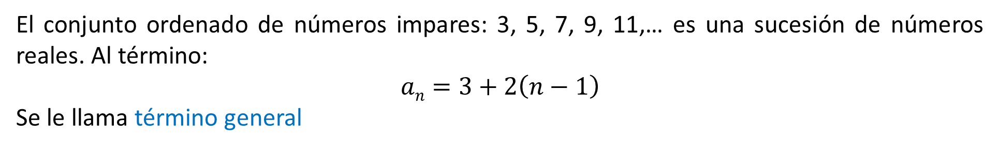 El conjunto ordenado de números impares: 3, 5, 7, 9, 11,... es una sucesión de números
reales. Al término:
aₙ = 3 + 2(n − 1)
Se le llama término general